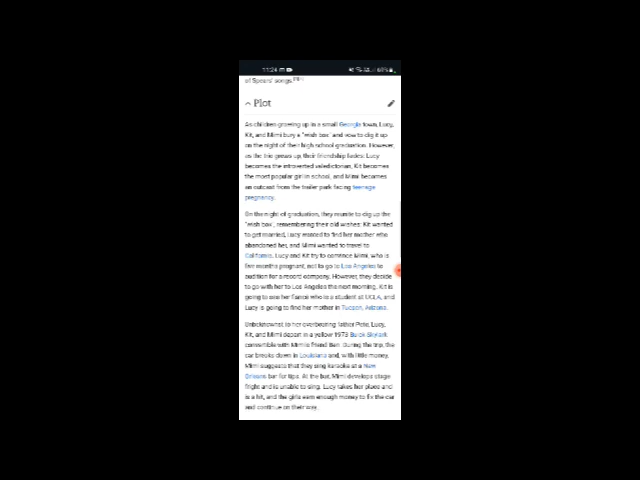 of Spears' songs.
Plot
As children growing up in a small Georgia town, Lucy,
Kit, and Mimi bury a "wish box" and vow to dig it up
on the night of their high school graduation. However,
as the trio grows up, their friendship fades: Lucy
becomes the introverted valedictorian, Kit becomes
the most popular girl in school, and Mimi becomes
an outcast from the trailer park facing teenage
pregnancy.
On the night of graduation, they reunite to dig up the
"wish box", remembering their old wishes: Kit wanted
to get married, Lucy wanted to find her mother who
abandoned her, and Mimi wanted to travel to
California. Lucy and Kit try to convince Mimi, who is
five months pregnant, not to go to Los Angeles to
audition for a record company. However, they decide
to go with her to Los Angeles the next morning. Kit is
going to see her fiance who is a student at UCLA, and
Lucy is going to find her mother in Tucson, Arizona.
Unbeknownst to her overbearing father Pete, Lucy,
Kit, and Mimi depart in a yellow 1973 Buick Skylark
convertible with Mimi's friend Ben. During the trip, the
car breaks down in Louisiana and, with little money,
Mimi suggests that they sing karaoke at a New
Orleans bar for tips. At the bar, Mimi develops stage
fright and is unable to sing. Lucy takes her place and
is a hit, and the girls earn enough money to fix the car
and continue on their way.